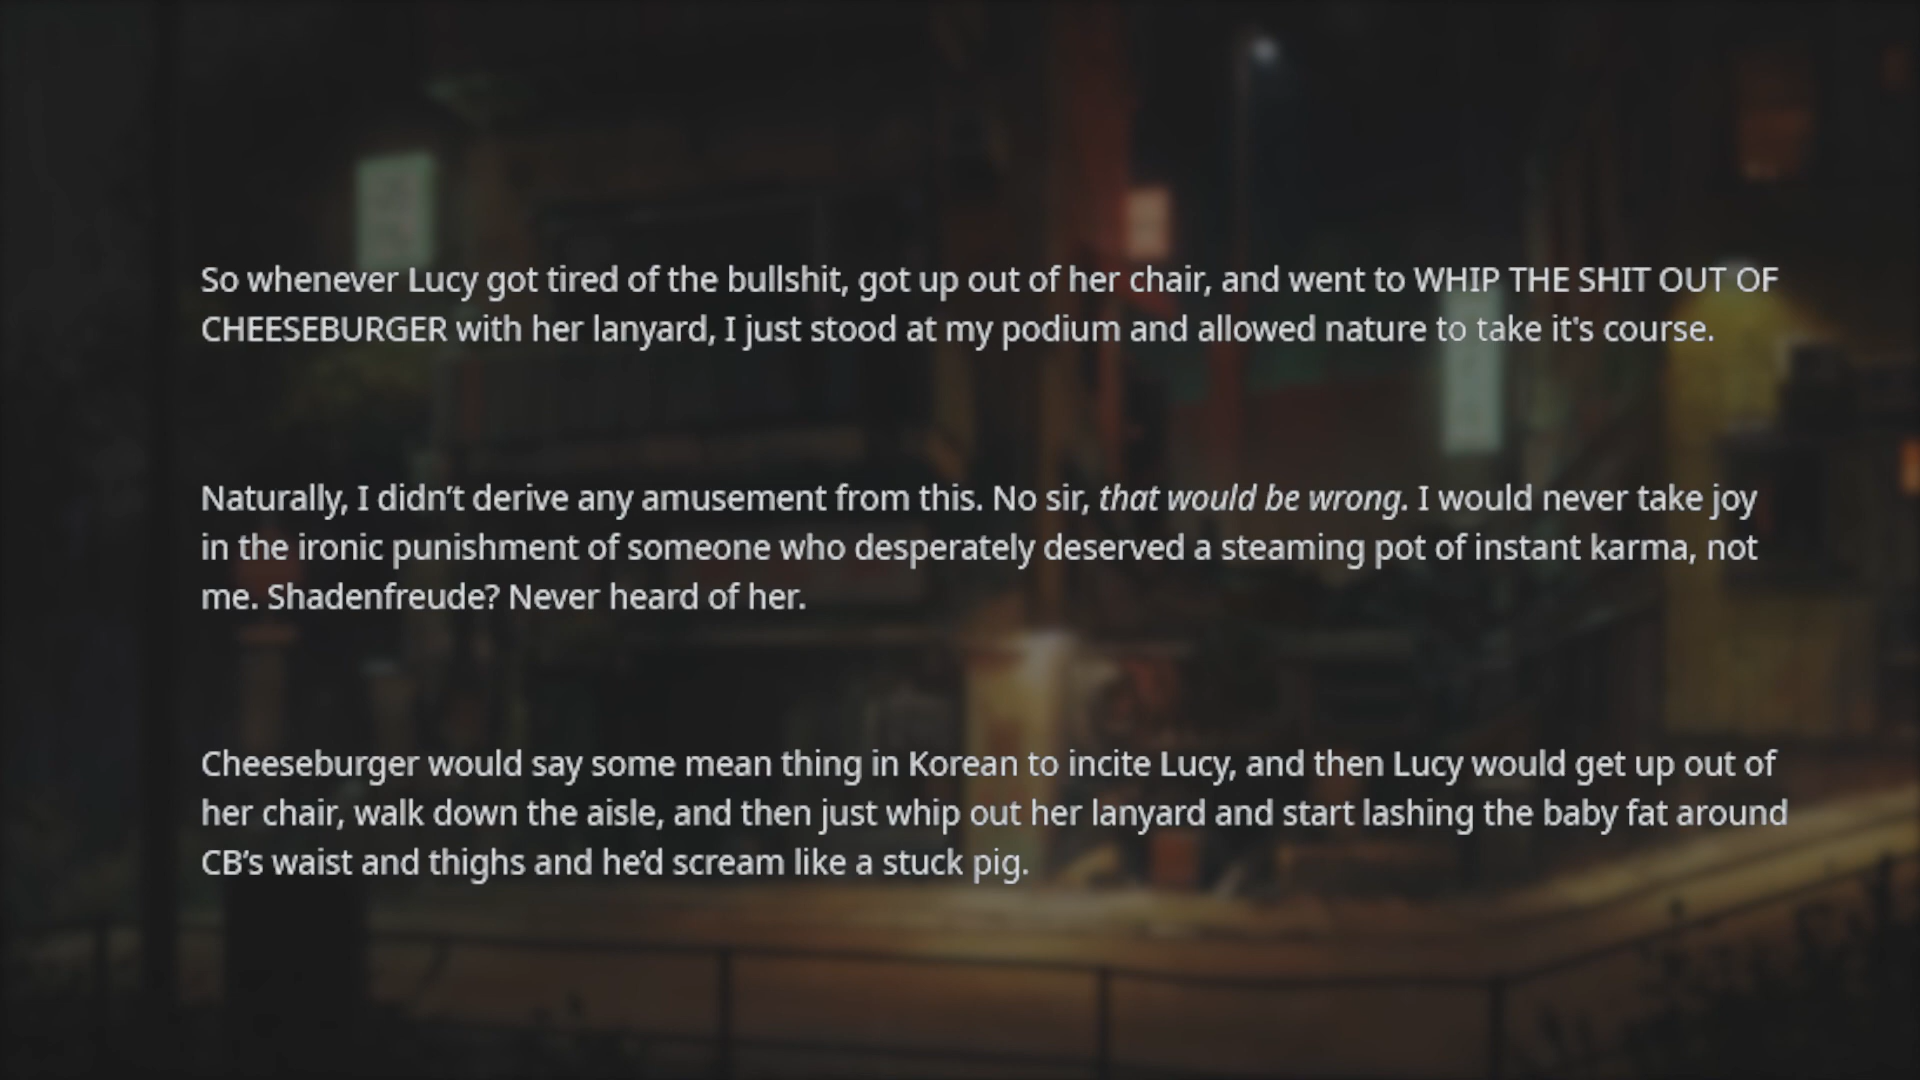 So whenever Lucy got tired of the bullshit, got up out of her chair, and went to WHIP THE SHIT OUT OF
CHEESEBURGER with her lanyard, I just stood at my podium and allowed nature to take it's course.
Naturally, I didn’t derive any amusement from this. No sir, that would be wrong. I would never take joy
in the ironic punishment of someone who desperately deserved a steaming pot of instant karma, not
me. Shadenfreude? Never heard of her.
Cheeseburger would say some mean thing in Korean to incite Lucy, and then Lucy would get up out of
her chair, walk down the aisle, and then just whip out her lanyard and start lashing the baby fat around
CB’s waist and thighs and he’d scream like a stuck pig.